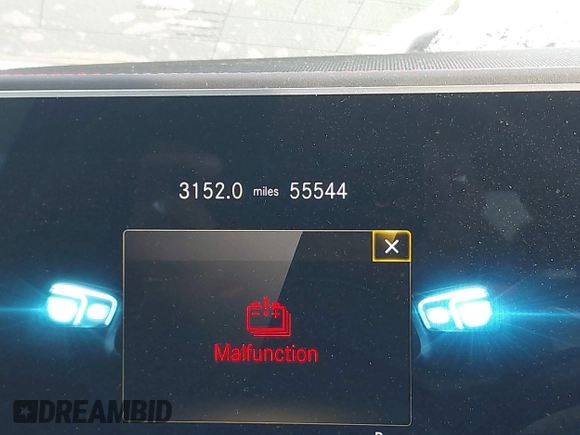 3152.0 miles 55544
Malfunction
DREAMBID